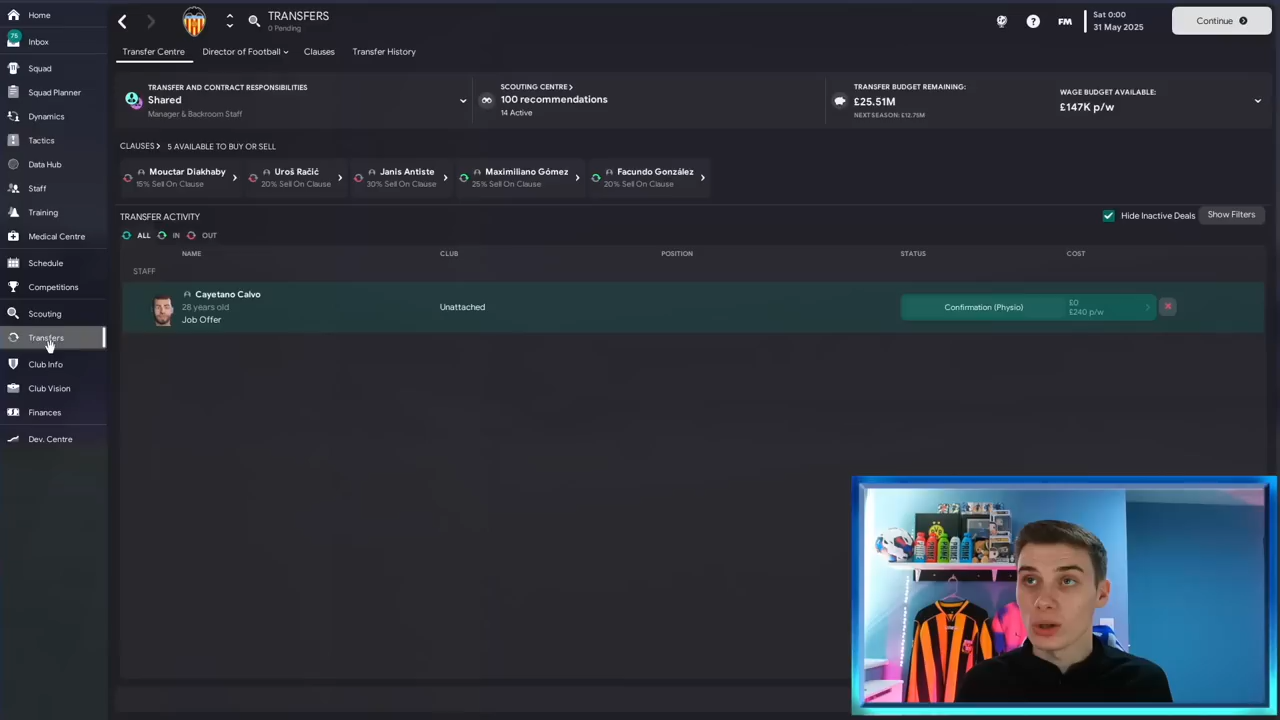 Home
TRANSFERS
0 Pending
FM
Sat 0:00
31 May 2025
Continue
75
Inbox
Squad
Squad Planner
Dynamics
Tactics
Data Hub
Staff
Training
Medical Centre
Schedule
Competitions
Scouting
Transfers
Club Info
Club Vision
Finances
Dev. Centre
Transfer Centre
Director of Football
Clauses
Transfer History
TRANSFER AND CONTRACT RESPONSIBILITIES
Shared
Manager & Backroom Staff
SCOUTING CENTRE
100 recommendations
14 Active
TRANSFER BUDGET REMAINING:
£25.51M
NEXT SEASON: £12.75M
WAGE BUDGET AVAILABLE:
£147K p/w
CLAUSES 5 AVAILABLE TO BUY OR SELL
Mouctar Diakhaby
15% Sell On Clause
Uroš Račić
20% Sell On Clause
Janis Antiste
30% Sell On Clause
Maximiliano Gómez
25% Sell On Clause
Facundo González
20% Sell On Clause
TRANSFER ACTIVITY
Hide Inactive Deals
Show Filters
ALL IN OUT
NAME CLUB POSITION STATUS COST
STAFF
Cayetano Calvo
28 years old
Job Offer
Unattached
Confirmation (Physio)
£0
£240 p/w